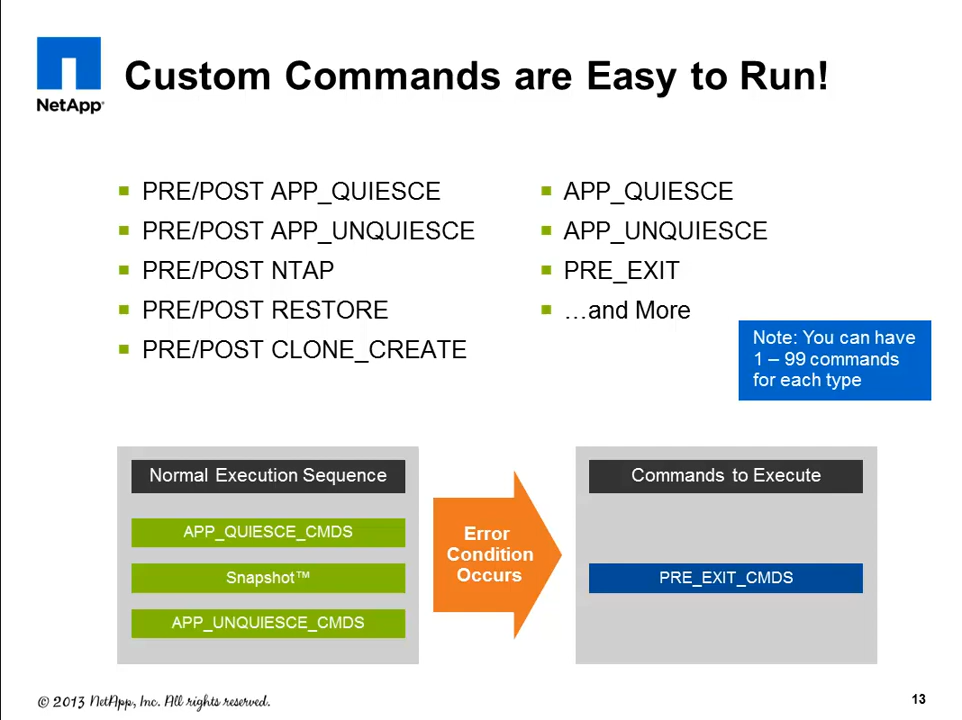 NetApp®
Custom Commands are Easy to Run!
PRE/POST APP_QUIESCE
PRE/POST APP_UNQUIESCE
PRE/POST NTAP
PRE/POST RESTORE
PRE/POST CLONE_CREATE
APP_QUIESCE
APP_UNQUIESCE
PRE_EXIT
…and More
Note: You can have
1 – 99 commands
for each type
Normal Execution Sequence
APP_QUIESCE_CMDS
Snapshot™
APP_UNQUIESCE_CMDS
Error
Condition
Occurs
Commands to Execute
PRE_EXIT_CMDS
© 2013 NetApp, Inc. All rights reserved.
13